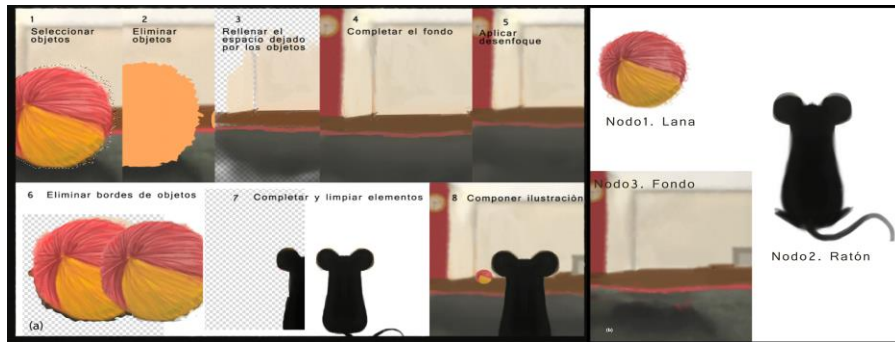 1
Seleccionar
objetos
2
Eliminar
objetos
3
Rellenar el
espacio dejado
por los objetos
4
Completar el fondo
5
Aplicar
desenfoque
6 Eliminar bordes de objetos
7 Completar y limpiar elementos
8 Componer ilustración
(a)
Nodo1. Lana
Nodo2. Ratón
Nodo3. Fondo
(b)